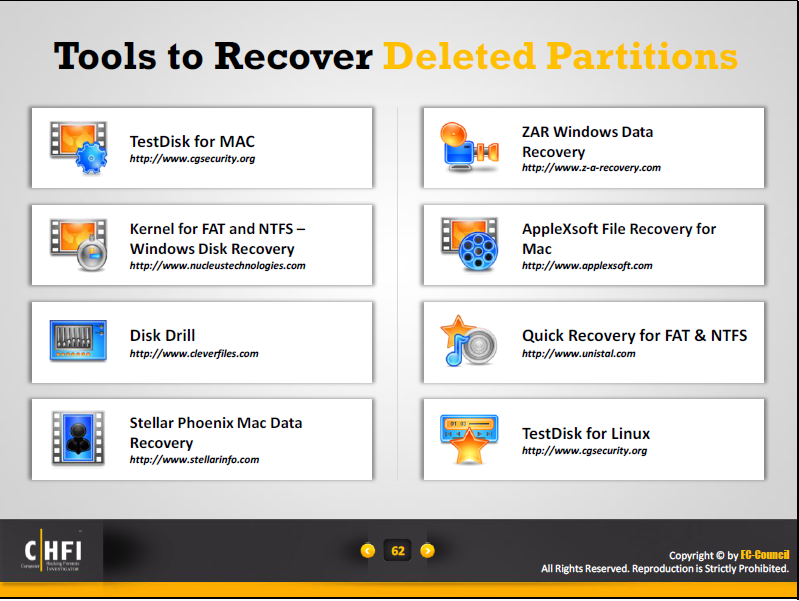 Tools to Recover Deleted Partitions
TestDisk for MAC
http://www.cgsecurity.org
Kernel for FAT and NTFS –
Windows Disk Recovery
http://www.nucleustechnologies.com
Disk Drill
http://www.cleverfiles.com
Stellar Phoenix Mac Data
Recovery
http://www.stellarinfo.com
ZAR Windows Data
Recovery
http://www.z-a-recovery.com
AppleXsoft File Recovery for
Mac
http://www.applexsoft.com
Quick Recovery for FAT & NTFS
http://www.unistal.com
TestDisk for Linux
http://www.cgsecurity.org
CHFI
Computer Hacking Forensic
INVESTIGATOR
62
Copyright © by EC-Council
All Rights Reserved. Reproduction is Strictly Prohibited.